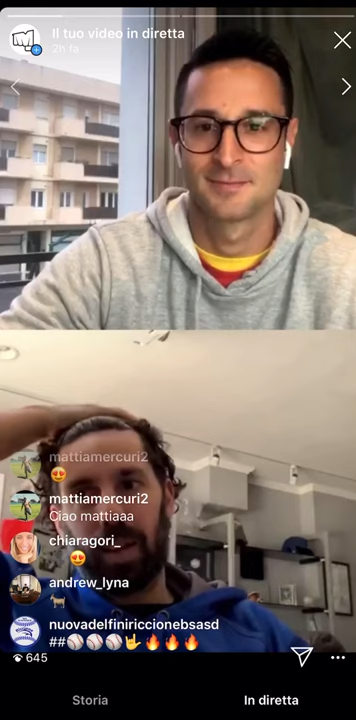 Il tuo video in diretta
2h fa
mattiamercuri2
😍
mattiamercuri2
Ciao mattiaaa
chiaragori_
😍
andrew_lyna
🐐
nuovadelfiniriccionebsasd
##⚾⚾⚾🤟🔥🔥🔥
645
Storia
In diretta